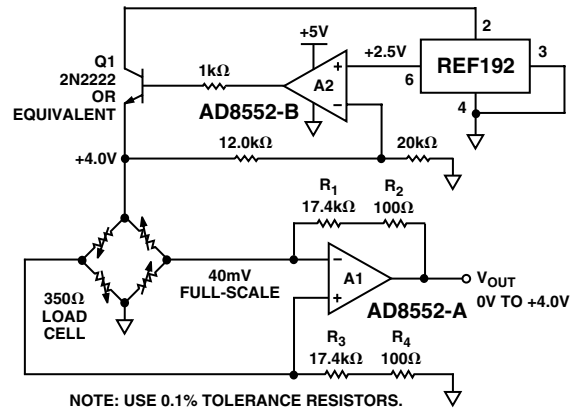 +5V
2
Q1
2N2222
OR
EQUIVALENT
1kΩ
+
A2
−
+2.5V
6
REF192
3
4
AD8552-B
+4.0V
12.0kΩ
20kΩ
R1
17.4kΩ
R2
100Ω
350Ω
LOAD
CELL
40mV
FULL-SCALE
−
A1
+
VOUT
0V TO +4.0V
AD8552-A
R3
17.4kΩ
R4
100Ω
NOTE: USE 0.1% TOLERANCE RESISTORS.